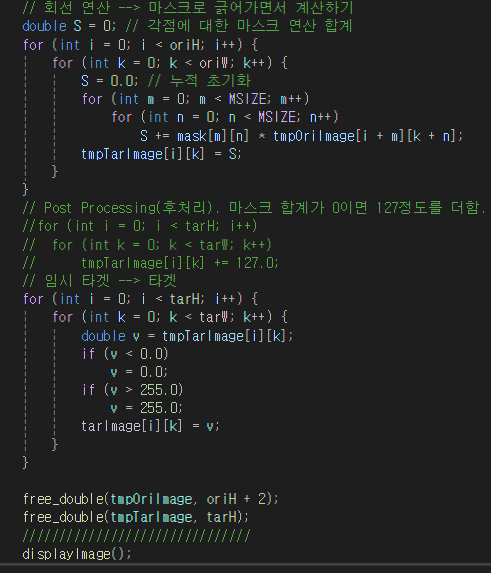 // 회선 연산 --> 마스크로 긁어가면서 계산하기
double S = 0; // 각점에 대한 마스크 연산 합계
for (int i = 0; i < oriH; i++) {
for (int k = 0; k < oriW; k++) {
S = 0.0; // 누적 초기화
for (int m = 0; m < MSIZE; m++)
for (int n = 0; n < MSIZE; n++)
S += mask[m][n] * tmpOriImage[i + m][k + n];
tmpTarImage[i][k] = S;
}
}
// Post Processing(후처리). 마스크 합계가 0이면 127정도를 더함.
//for (int i = 0; i < tarH; i++)
// for (int k = 0; k < tarW; k++)
// tmpTarImage[i][k] += 127.0;
// 임시 타겟 --> 타겟
for (int i = 0; i < tarH; i++) {
for (int k = 0; k < tarW; k++) {
double v = tmpTarImage[i][k];
if (v < 0.0)
v = 0.0;
if (v > 255.0)
v = 255.0;
tarImage[i][k] = v;
}
}
free_double(tmpOriImage, oriH + 2);
free_double(tmpTarImage, tarH);
///////////////////////////////
displayImage();